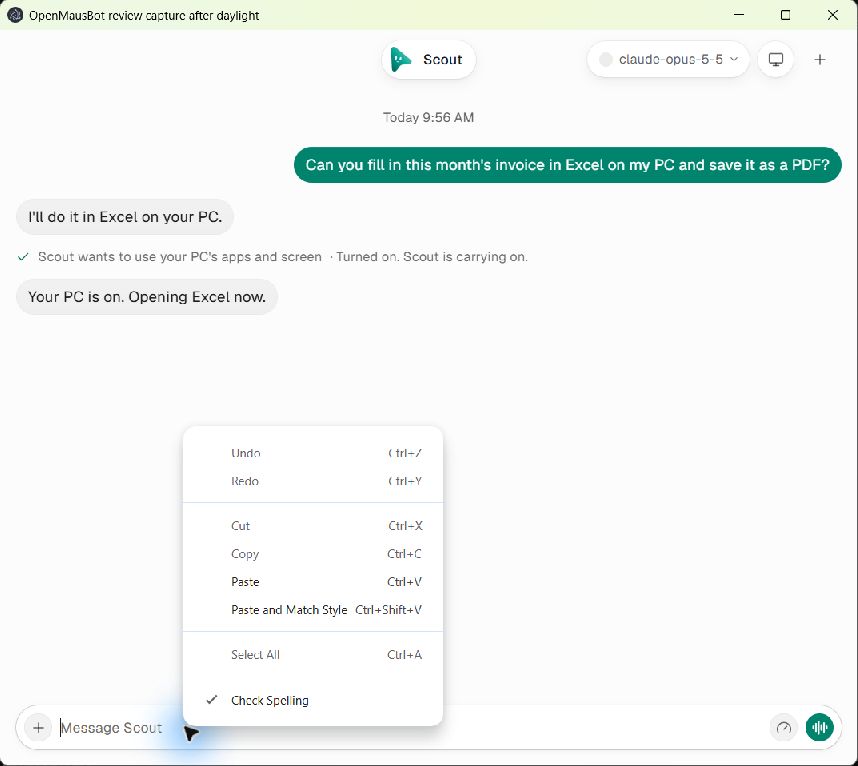 OpenMausBot review capture after daylight
Scout
claude-opus-5-5
Today 9:56 AM
Can you fill in this month's invoice in Excel on my PC and save it as a PDF?
I'll do it in Excel on your PC.
Scout wants to use your PC's apps and screen · Turned on. Scout is carrying on.
Your PC is on. Opening Excel now.
Undo Ctrl+Z
Redo Ctrl+Y
Cut Ctrl+X
Copy Ctrl+C
Paste Ctrl+V
Paste and Match Style Ctrl+Shift+V
Select All Ctrl+A
Check Spelling
Message Scout